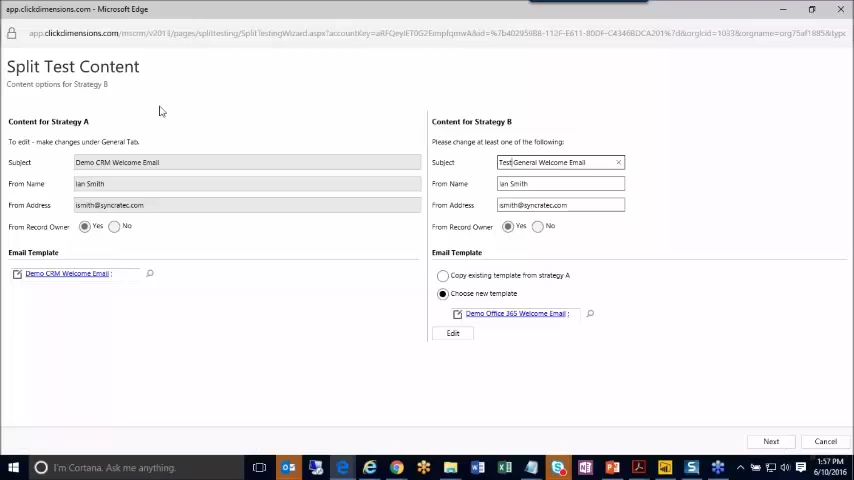 app.clickdimensions.com - Microsoft Edge
Split Test Content
Content options for Strategy B
Content for Strategy A
To edit - make changes under General Tab.
Subject
Demo CRM Welcome Email
From Name
Ian Smith
From Address
ismith@syncratec.com
From Record Owner
Yes
No
Email Template
Demo CRM Welcome Email ;
Content for Strategy B
Please change at least one of the following:
Subject
Test General Welcome Email
From Name
Ian Smith
From Address
ismith@syncratec.com
From Record Owner
Yes
No
Email Template
Copy existing template from strategy A
Choose new template
Demo Office 365 Welcome Email ;
Edit
Next
Cancel
I'm Cortana. Ask me anything.
1:57 PM
6/10/2016